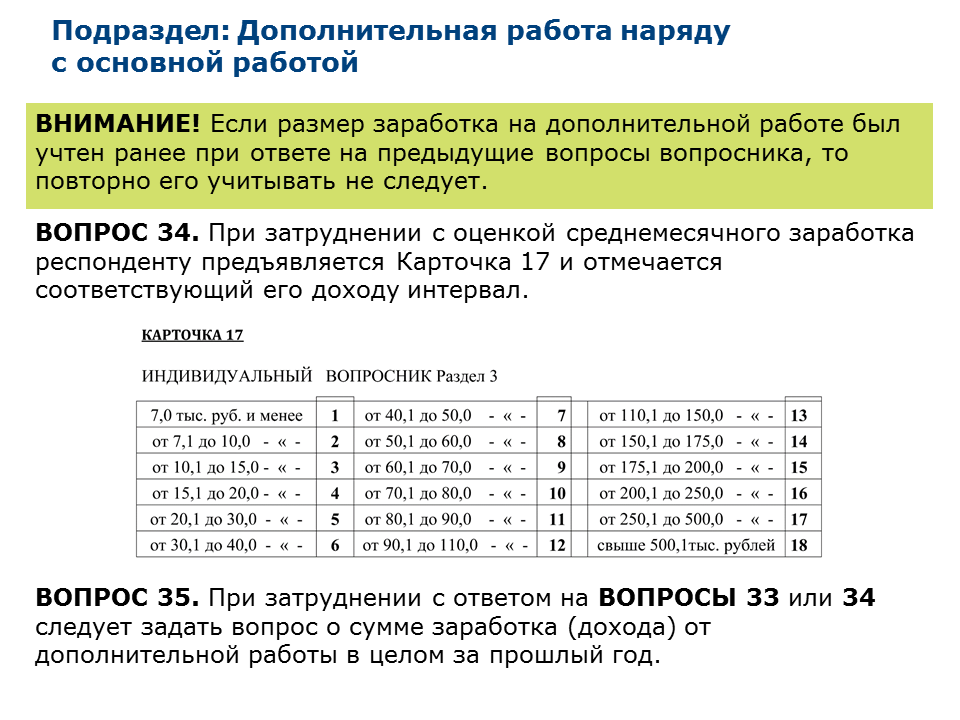 Подраздел: Дополнительная работа наряду
с основной работой
ВНИМАНИЕ! Если размер заработка на дополнительной работе был
учтен ранее при ответе на предыдущие вопросы вопросника, то
повторно его учитывать не следует.
ВОПРОС 34. При затруднении с оценкой среднемесячного заработка
респонденту предъявляется Карточка 17 и отмечается
соответствующий его доходу интервал.
КАРТОЧКА 17
ИНДИВИДУАЛЬНЫЙ ВОПРОСНИК Раздел 3
7,0 тыс. руб. и менее 1 от 40,1 до 50,0 - « - 7 от 110,1 до 150,0 - « - 13
от 7,1 до 10,0 - « - 2 от 50,1 до 60,0 - « - 8 от 150,1 до 175,0 - « - 14
от 10,1 до 15,0 - « - 3 от 60,1 до 70,0 - « - 9 от 175,1 до 200,0 - « - 15
от 15,1 до 20,0 - « - 4 от 70,1 до 80,0 - « - 10 от 200,1 до 250,0 - « - 16
от 20,1 до 30,0 - « - 5 от 80,1 до 90,0 - « - 11 от 250,1 до 500,0 - « - 17
от 30,1 до 40,0 - « - 6 от 90,1 до 110,0 - « - 12 свыше 500,1тыс. рублей 18
ВОПРОС 35. При затруднении с ответом на ВОПРОСЫ 33 или 34
следует задать вопрос о сумме заработка (дохода) от
дополнительной работы в целом за прошлый год.